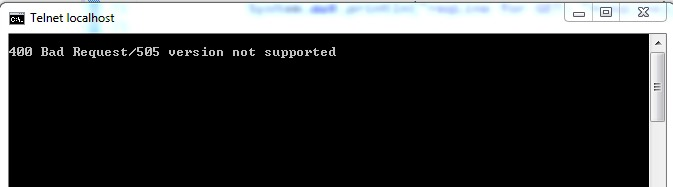 Telnet localhost
400 Bad Request/505 version not supported